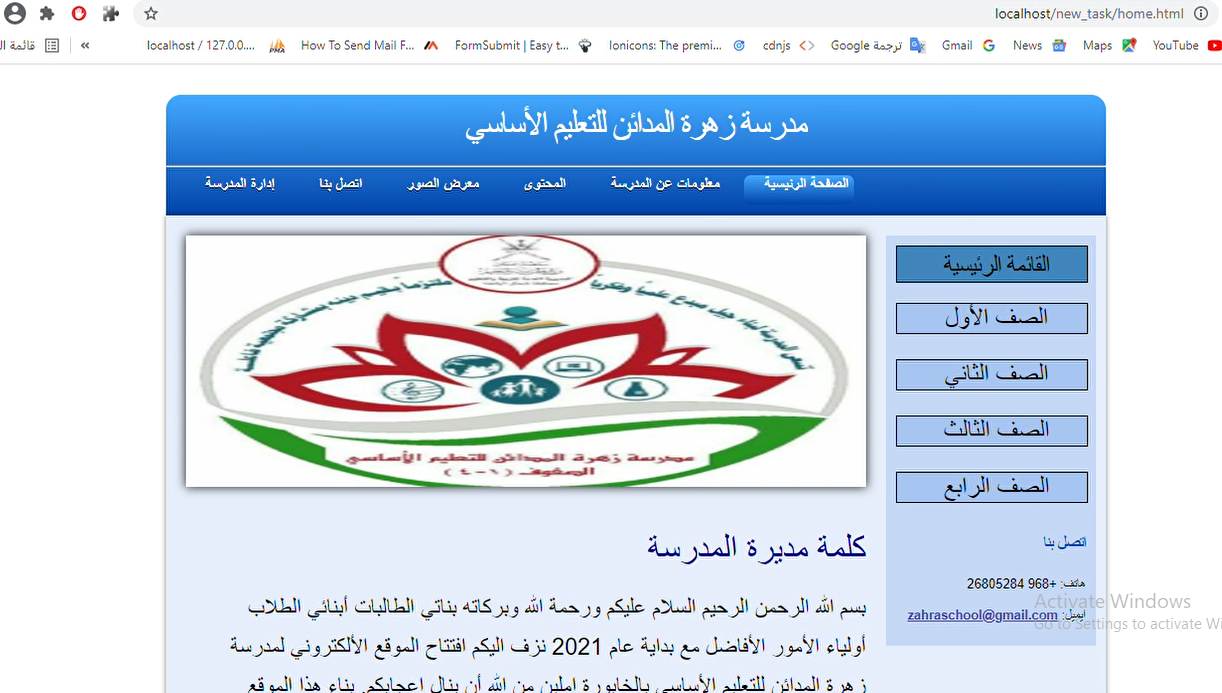 localhost/new_task/home.html
YouTube
Maps
News
Gmail
ترجمة Google
cdnjs
Ionicons: The premi...
FormSubmit | Easy t...
How To Send Mail F...
localhost / 127.0.0....
«
قائمة
مدرسة زهرة المدائن للتعليم الأساسي
الصفحة الرئيسية
معلومات عن المدرسة
المحتوى
معرض الصور
اتصل بنا
إدارة المدرسة
مدرسة زهرة المدائن للتعليم الأساسي
الصفوف (١-٤)
القائمة الرئيسية
الصف الأول
الصف الثاني
الصف الثالث
الصف الرابع
اتصل بنا
هاتف: +968 26805284
ايميل: zahraschool@gmail.com
كلمة مديرة المدرسة
بسم الله الرحمن الرحيم السلام عليكم ورحمة الله وبركاته بناتي الطالبات أبنائي الطلاب
أولياء الأمور الأفاضل مع بداية عام 2021 نزف اليكم افتتاح الموقع الألكتروني لمدرسة
زهرة المدائن للتعليم الأساسي بالخابورة املين من الله أن ينال اعجابكم. بناء هذا الموقع
Activate Windows
Go to Settings to activate Wi